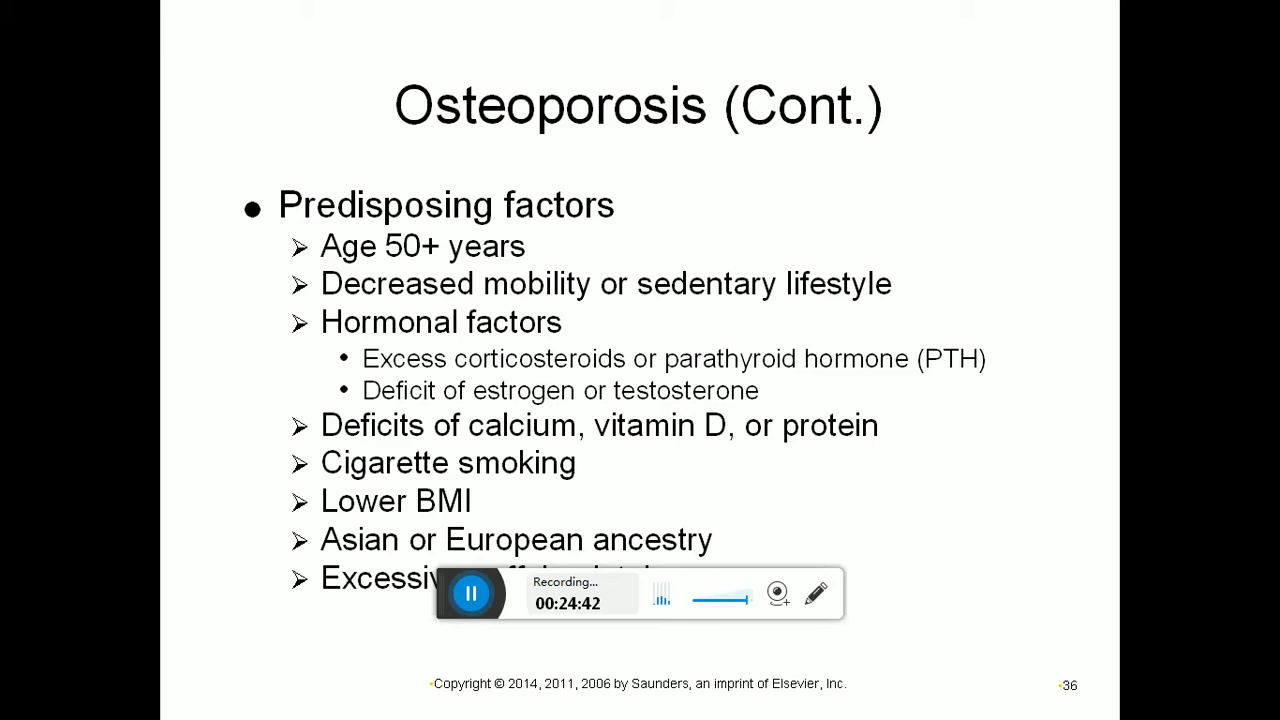 Osteoporosis (Cont.)
● Predisposing factors
➢ Age 50+ years
➢ Decreased mobility or sedentary lifestyle
➢ Hormonal factors
• Excess corticosteroids or parathyroid hormone (PTH)
• Deficit of estrogen or testosterone
➢ Deficits of calcium, vitamin D, or protein
➢ Cigarette smoking
➢ Lower BMI
➢ Asian or European ancestry
➢
Recording...
00:24:42
•Copyright © 2014, 2011, 2006 by Saunders, an imprint of Elsevier, Inc.
•36